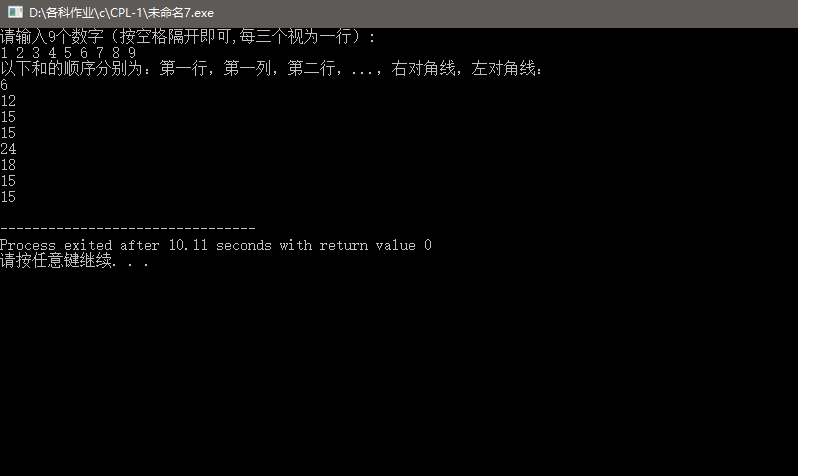 D:\各科作业\c\CPL-1\未命名7.exe
请输入9个数字（按空格隔开即可,每三个视为一行）:
1 2 3 4 5 6 7 8 9
以下和的顺序分别为：第一行，第一列，第二行，...，右对角线，左对角线：
6
12
15
15
24
18
15
15
--------------------------------
Process exited after 10.11 seconds with return value 0
请按任意键继续. . .